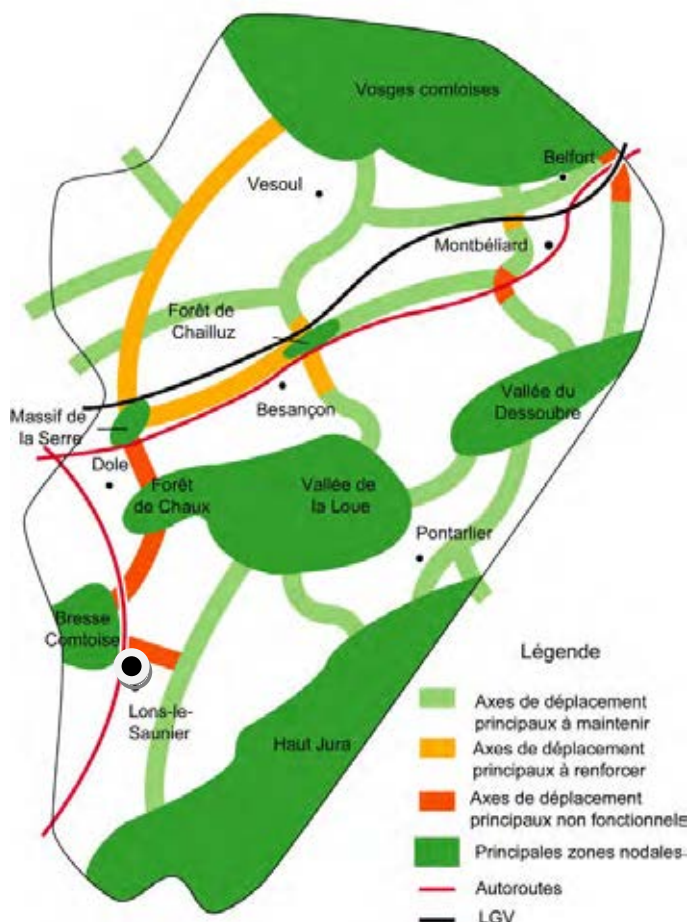 Vosges comtoises
Belfort
Vesoul
Montbéliard
Forêt de
Chailluz
Besançon
Vallée du
Dessoubre
Massif de
la Serre
Dole
Forêt
de Chaux
Vallée de
la Loue
Pontarlier
Bresse
Comtoise
Lons-le-
Saunier
Haut Jura
Légende
Axes de déplacement
principaux à maintenir
Axes de déplacement
principaux à renforcer
Axes de déplacement
principaux non fonctionnels
Principales zones nodales
Autoroutes
LGV